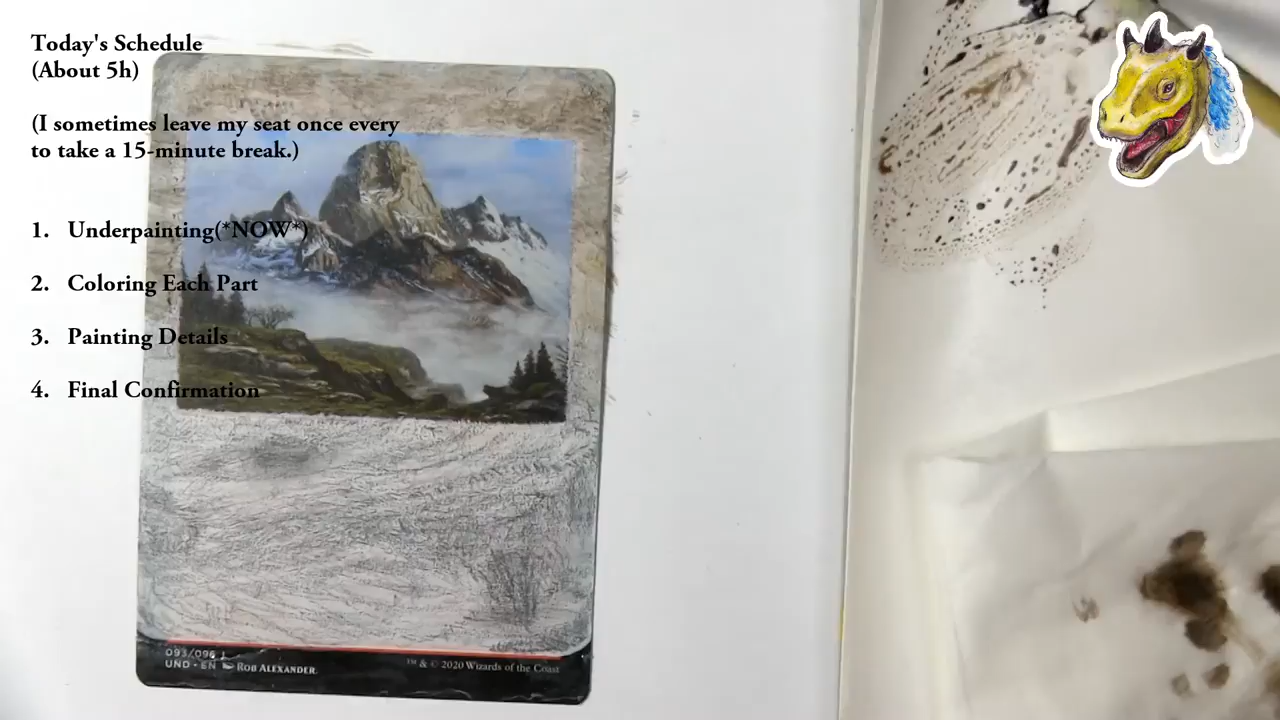 Today's Schedule
(About 5h)
(I sometimes leave my seat once every
to take a 15-minute break.)
1. Underpainting(*NOW*)
2. Coloring Each Part
3. Painting Details
4. Final Confirmation
093/096 L
UND • EN ROB ALEXANDER
™ & © 2020 Wizards of the Coast